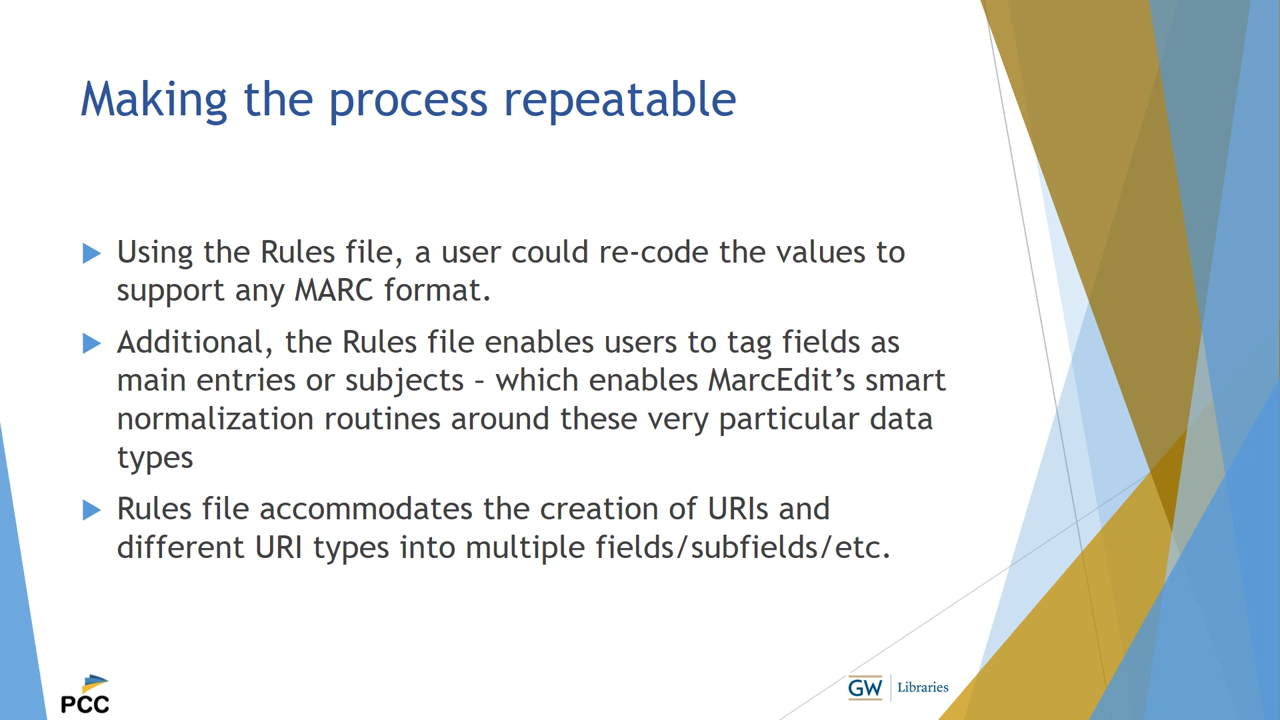 Making the process repeatable
Using the Rules file, a user could re-code the values to
support any MARC format.
Additional, the Rules file enables users to tag fields as
main entries or subjects – which enables MarcEdit’s smart
normalization routines around these very particular data
types
Rules file accommodates the creation of URIs and
different URI types into multiple fields/subfields/etc.
PCC
GW Libraries